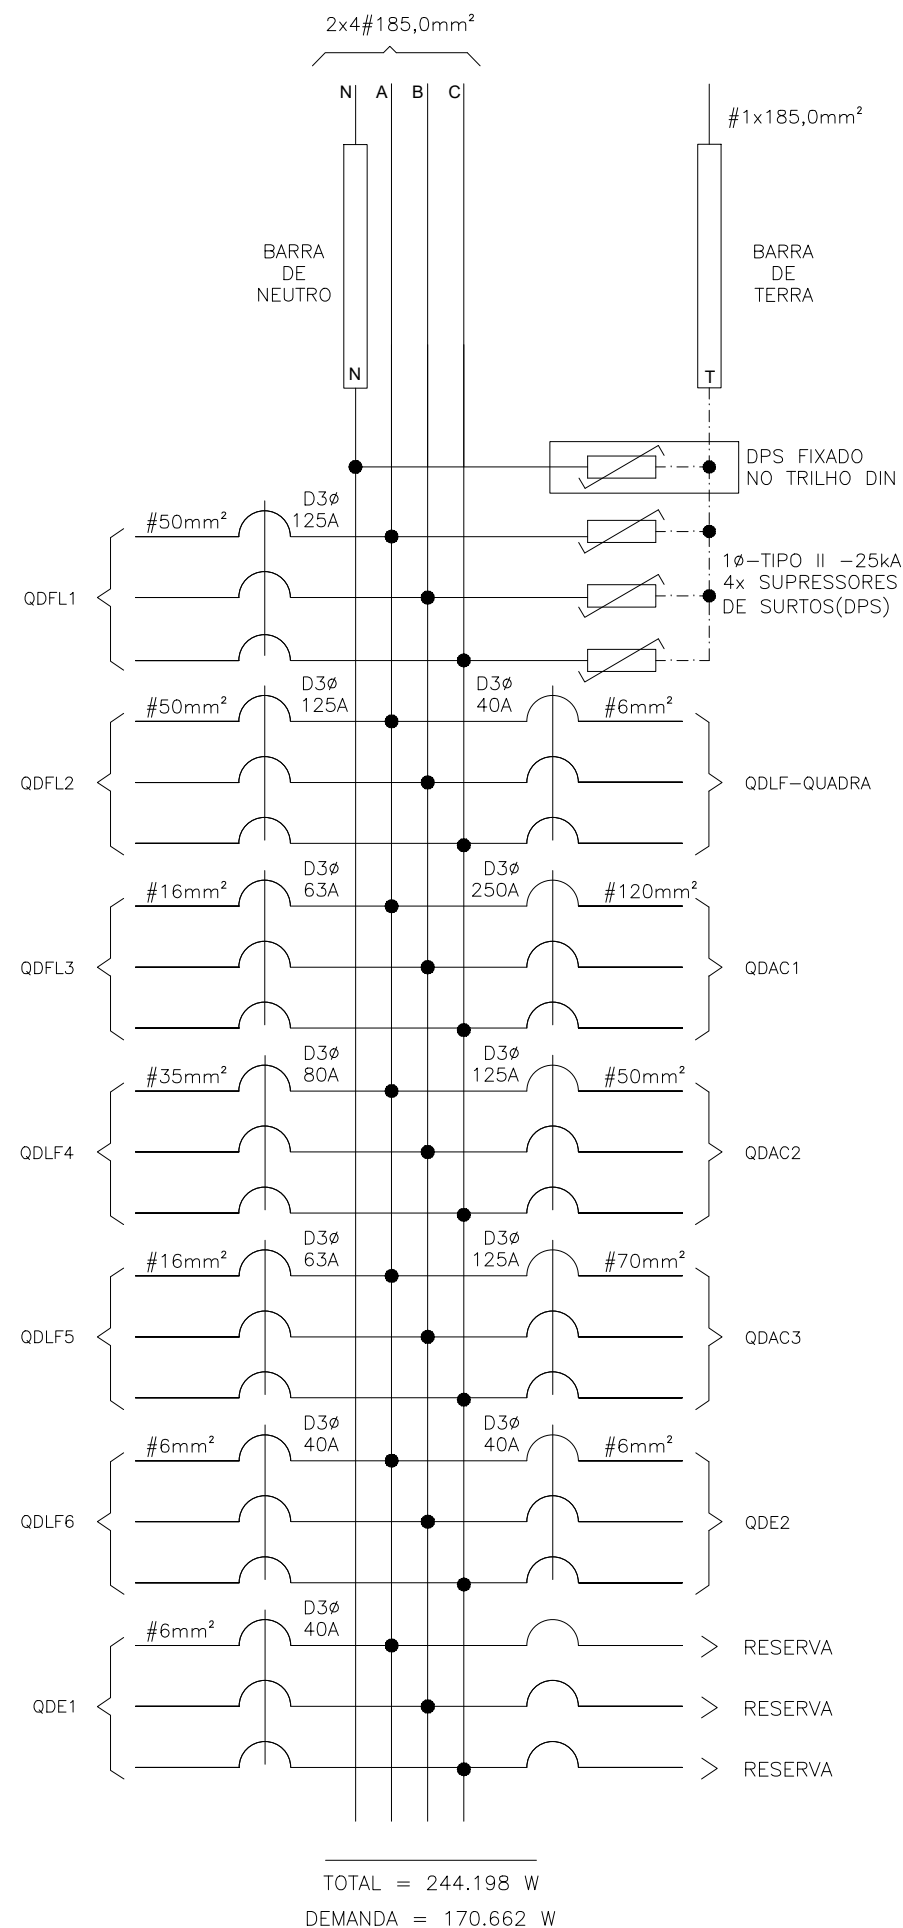 2x4#185,0mm²
N A B C
#1x185,0mm²
BARRA
DE
NEUTRO
BARRA
DE
TERRA
N
T
DPS FIXADO
NO TRILHO DIN
1ø-TIPO II -25kA
4x SUPRESSORES
DE SURTOS(DPS)
#50mm²
D3ø
125A
QDFL1
#50mm²
D3ø
125A
D3ø
40A
#6mm²
QDFL2
QDLF-QUADRA
#16mm²
D3ø
63A
D3ø
250A
#120mm²
QDFL3
QDAC1
#35mm²
D3ø
80A
D3ø
125A
#50mm²
QDLF4
QDAC2
#16mm²
D3ø
63A
D3ø
125A
#70mm²
QDLF5
QDAC3
#6mm²
D3ø
40A
D3ø
40A
#6mm²
QDLF6
QDE2
#6mm²
D3ø
40A
QDE1
RESERVA
RESERVA
RESERVA
TOTAL = 244.198 W
DEMANDA = 170.662 W